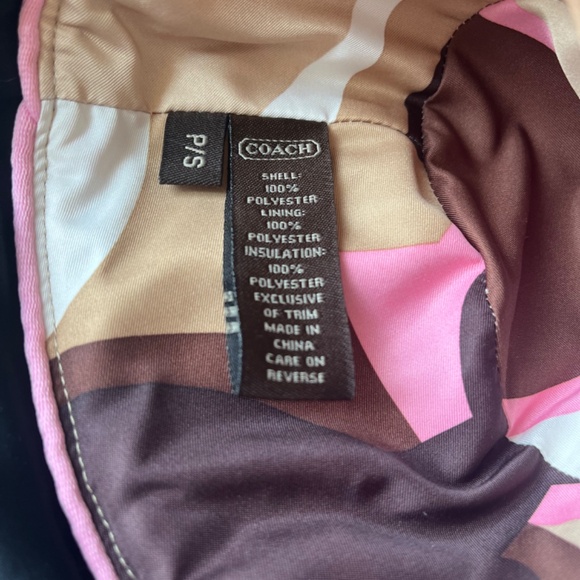 P/S
COACH
SHELL:
100%
POLYESTER
LINING:
100%
POLYESTER
INSULATION:
100%
POLYESTER
EXCLUSIVE
OF TRIM
MADE IN
CHINA
CARE ON
REVERSE